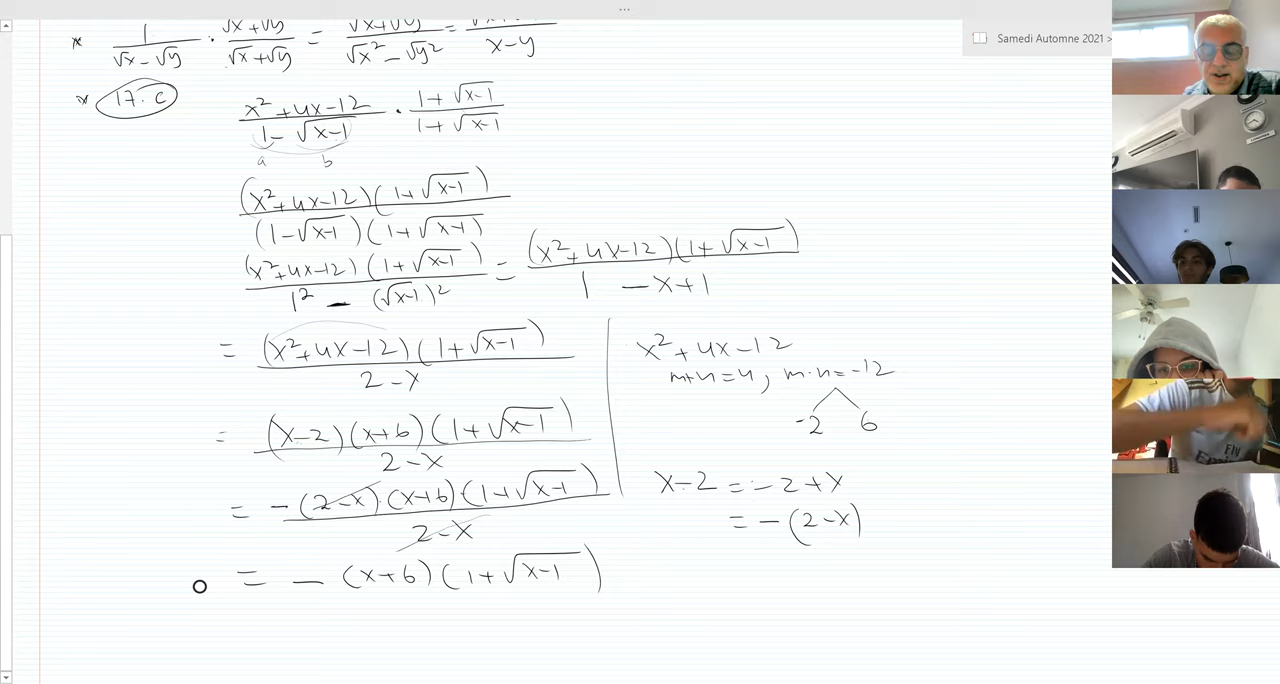 ...
Semedi Automne 2021 >
* 1/(√x - √y) · (√x + √y)/(√x + √y) = (√x + √y)/(√x² - √y²) = /(x - y)
* 17. c
(x² + 4x - 12)/(1 - √(x-1)) · (1 + √(x-1))/(1 + √(x-1))
a b
((x² + 4x - 12)(1 + √(x-1)))/((1 - √(x-1))(1 + √(x-1)))
((x² + 4x - 12)(1 + √(x-1)))/(1² - (√(x-1))²) = ((x² + 4x - 12)(1 + √(x-1)))/(1 - x + 1)
= ((x² + 4x - 12)(1 + √(x-1)))/(2 - x)
= ((x - 2)(x + 6)(1 + √(x-1)))/(2 - x)
= (-(2 - x)(x + 6)(1 + √(x-1)))/(2 - x)
= - (x + 6)(1 + √(x-1))
x² + 4x - 12
m + n = 4, m · n = -12
-2 6
x - 2 = -2 + x
= -(2 - x)
Fly